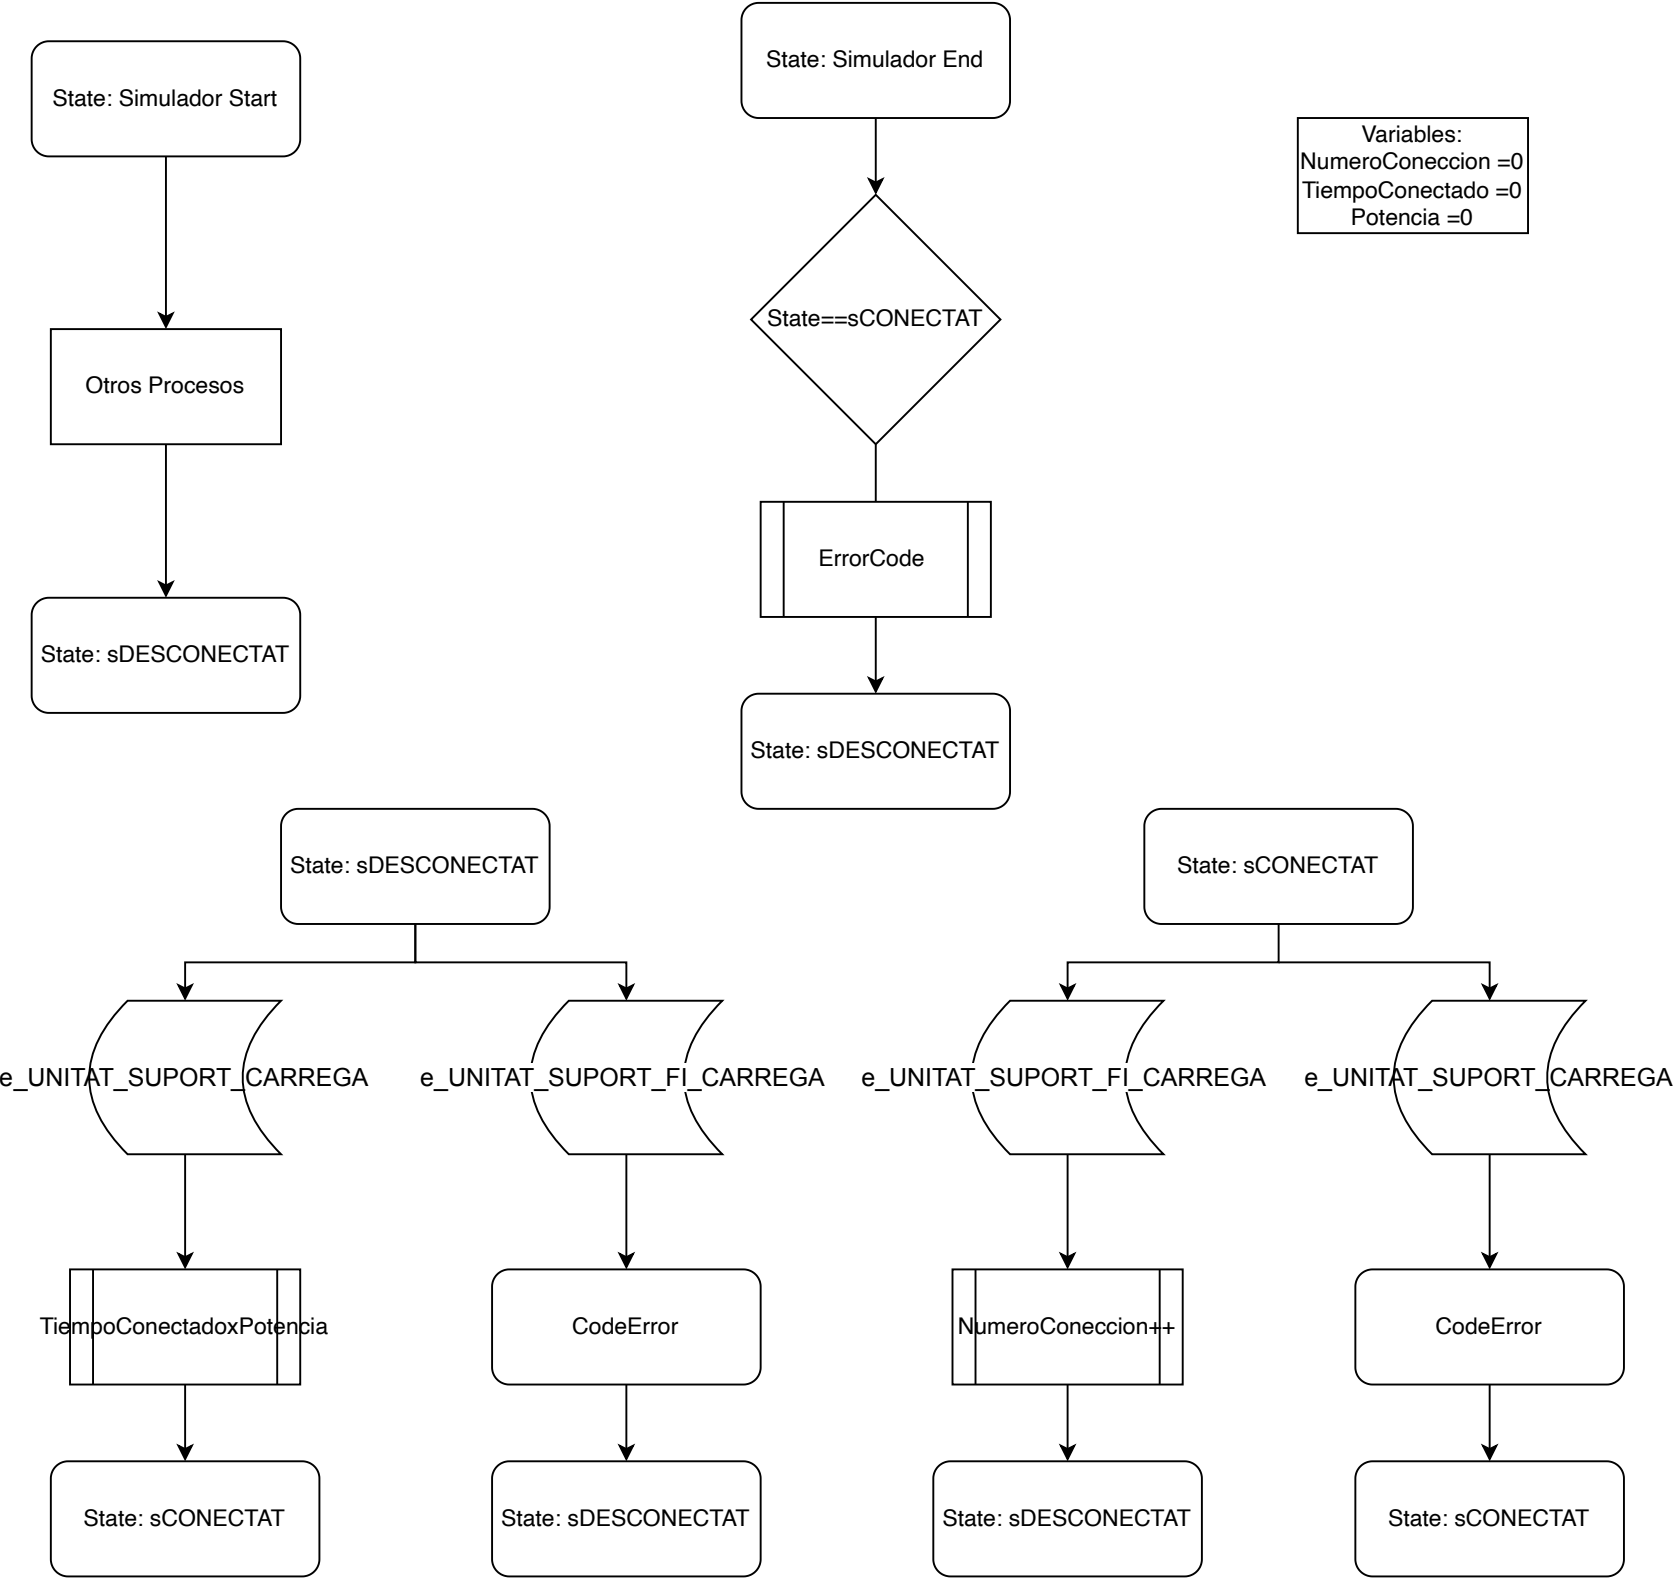 State: Simulador Start
Otros Procesos
State: sDESCONECTAT
State: Simulador End
State==sCONECTAT
ErrorCode
State: sDESCONECTAT
Variables:
NumeroConeccion =0
TiempoConectado =0
Potencia =0
State: sDESCONECTAT
e_UNITAT_SUPORT_CARREGA
TiempoConectadoxPotencia
State: sCONECTAT
e_UNITAT_SUPORT_FI_CARREGA
CodeError
State: sDESCONECTAT
State: sCONECTAT
e_UNITAT_SUPORT_FI_CARREGA
NumeroConeccion++
State: sDESCONECTAT
e_UNITAT_SUPORT_CARREGA
CodeError
State: sCONECTAT